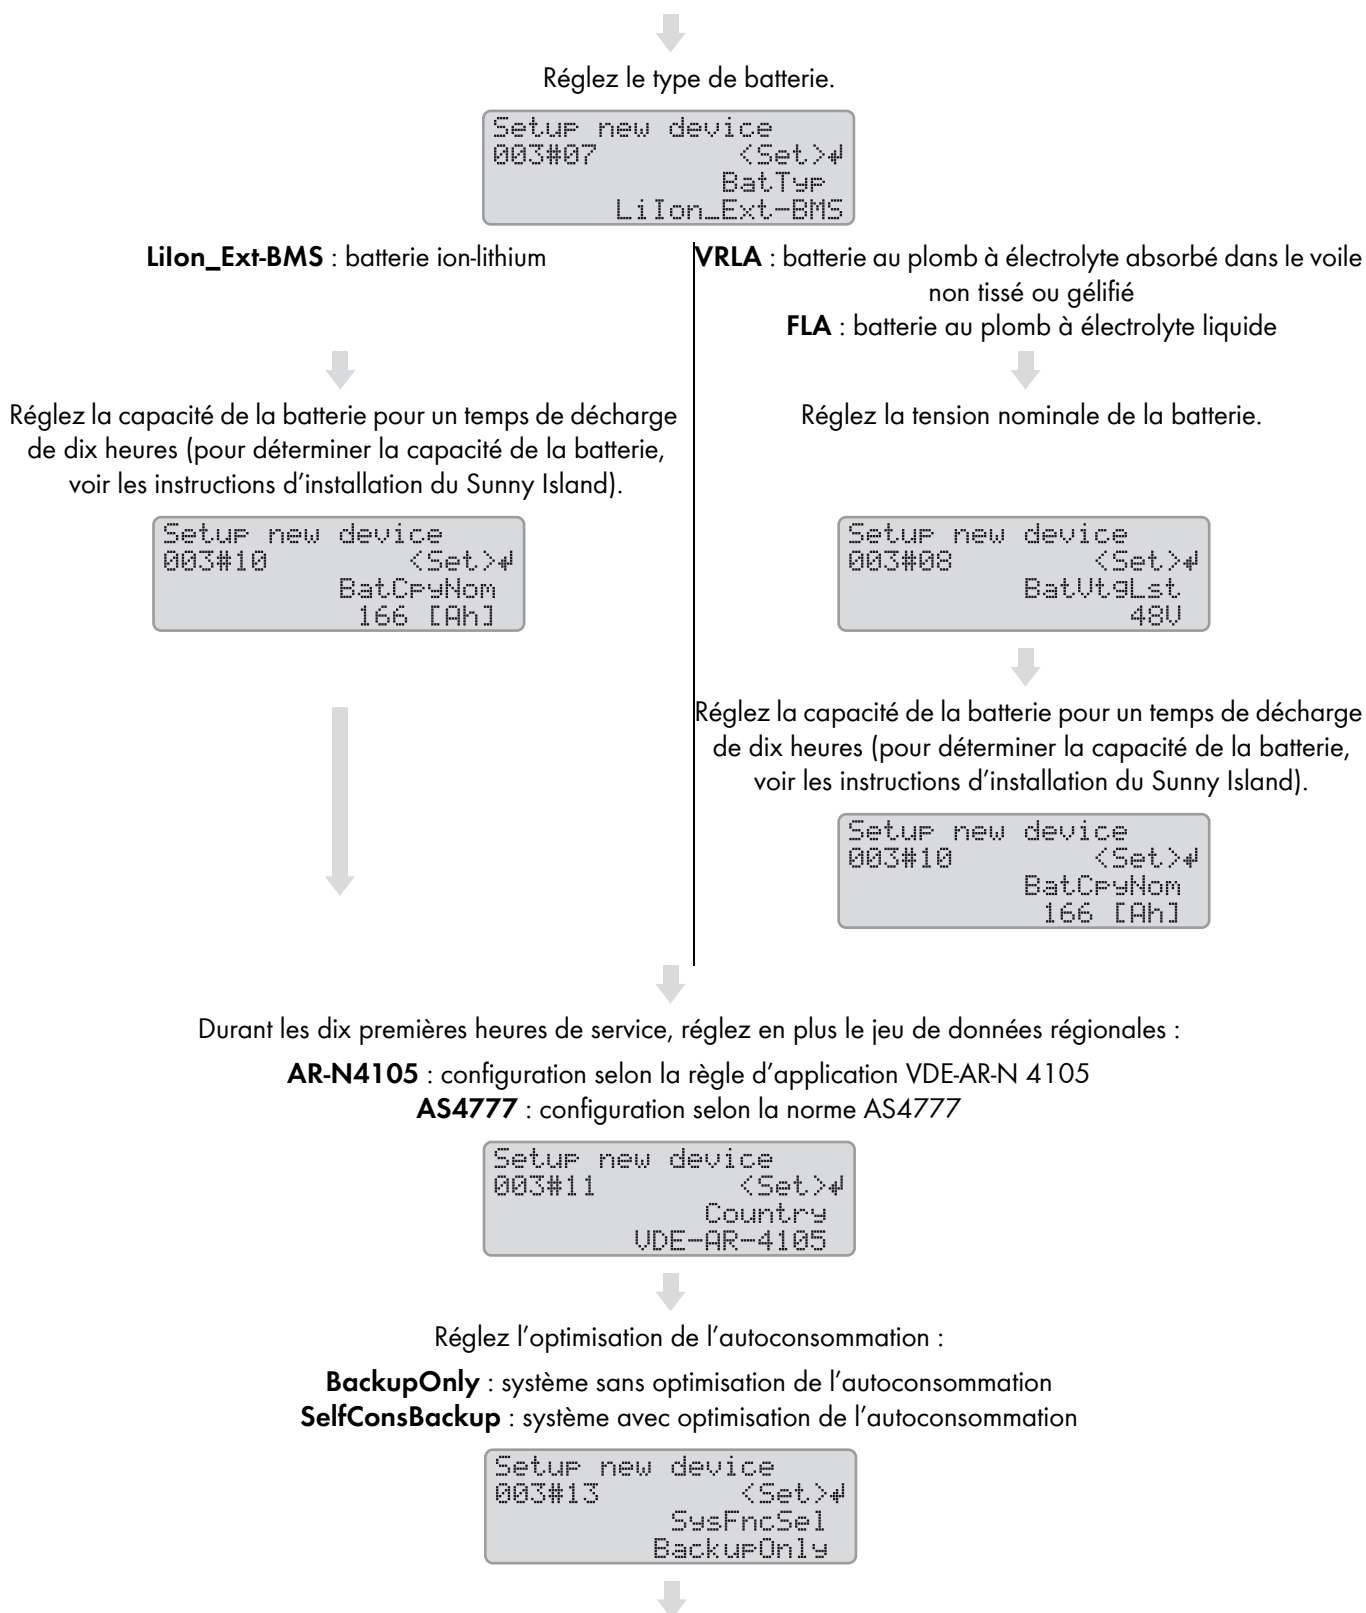 Réglez le type de batterie.
Setup new device
003#07 <Set>↵
BatTyp
LiIon_Ext-BMS
LiIon_Ext-BMS : batterie ion-lithium
Réglez la capacité de la batterie pour un temps de décharge
de dix heures (pour déterminer la capacité de la batterie,
voir les instructions d’installation du Sunny Island).
Setup new device
003#10 <Set>↵
BatCpyNom
166 [Ah]
VRLA : batterie au plomb à électrolyte absorbé dans le voile
non tissé ou gélifié
FLA : batterie au plomb à électrolyte liquide
Réglez la tension nominale de la batterie.
Setup new device
003#08 <Set>↵
BatVtgLst
48V
Réglez la capacité de la batterie pour un temps de décharge
de dix heures (pour déterminer la capacité de la batterie,
voir les instructions d’installation du Sunny Island).
Setup new device
003#10 <Set>↵
BatCpyNom
166 [Ah]
Durant les dix premières heures de service, réglez en plus le jeu de données régionales :
AR-N4105 : configuration selon la règle d’application VDE-AR-N 4105
AS4777 : configuration selon la norme AS4777
Setup new device
003#11 <Set>↵
Country
VDE-AR-4105
Réglez l’optimisation de l’autoconsommation :
BackupOnly : système sans optimisation de l’autoconsommation
SelfConsBackup : système avec optimisation de l’autoconsommation
Setup new device
003#13 <Set>↵
SysFncSel
BackupOnly